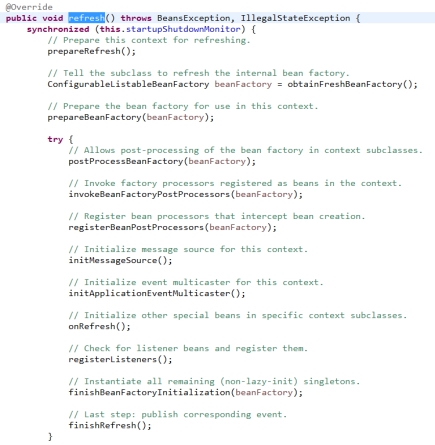 @Override
public void refresh() throws BeansException, IllegalStateException {
synchronized (this.startupShutdownMonitor) {
// Prepare this context for refreshing.
prepareRefresh();
// Tell the subclass to refresh the internal bean factory.
ConfigurableListableBeanFactory beanFactory = obtainFreshBeanFactory();
// Prepare the bean factory for use in this context.
prepareBeanFactory(beanFactory);
try {
// Allows post-processing of the bean factory in context subclasses.
postProcessBeanFactory(beanFactory);
// Invoke factory processors registered as beans in the context.
invokeBeanFactoryPostProcessors(beanFactory);
// Register bean processors that intercept bean creation.
registerBeanPostProcessors(beanFactory);
// Initialize message source for this context.
initMessageSource();
// Initialize event multicaster for this context.
initApplicationEventMulticaster();
// Initialize other special beans in specific context subclasses.
onRefresh();
// Check for listener beans and register them.
registerListeners();
// Instantiate all remaining (non-lazy-init) singletons.
finishBeanFactoryInitialization(beanFactory);
// Last step: publish corresponding event.
finishRefresh();
}